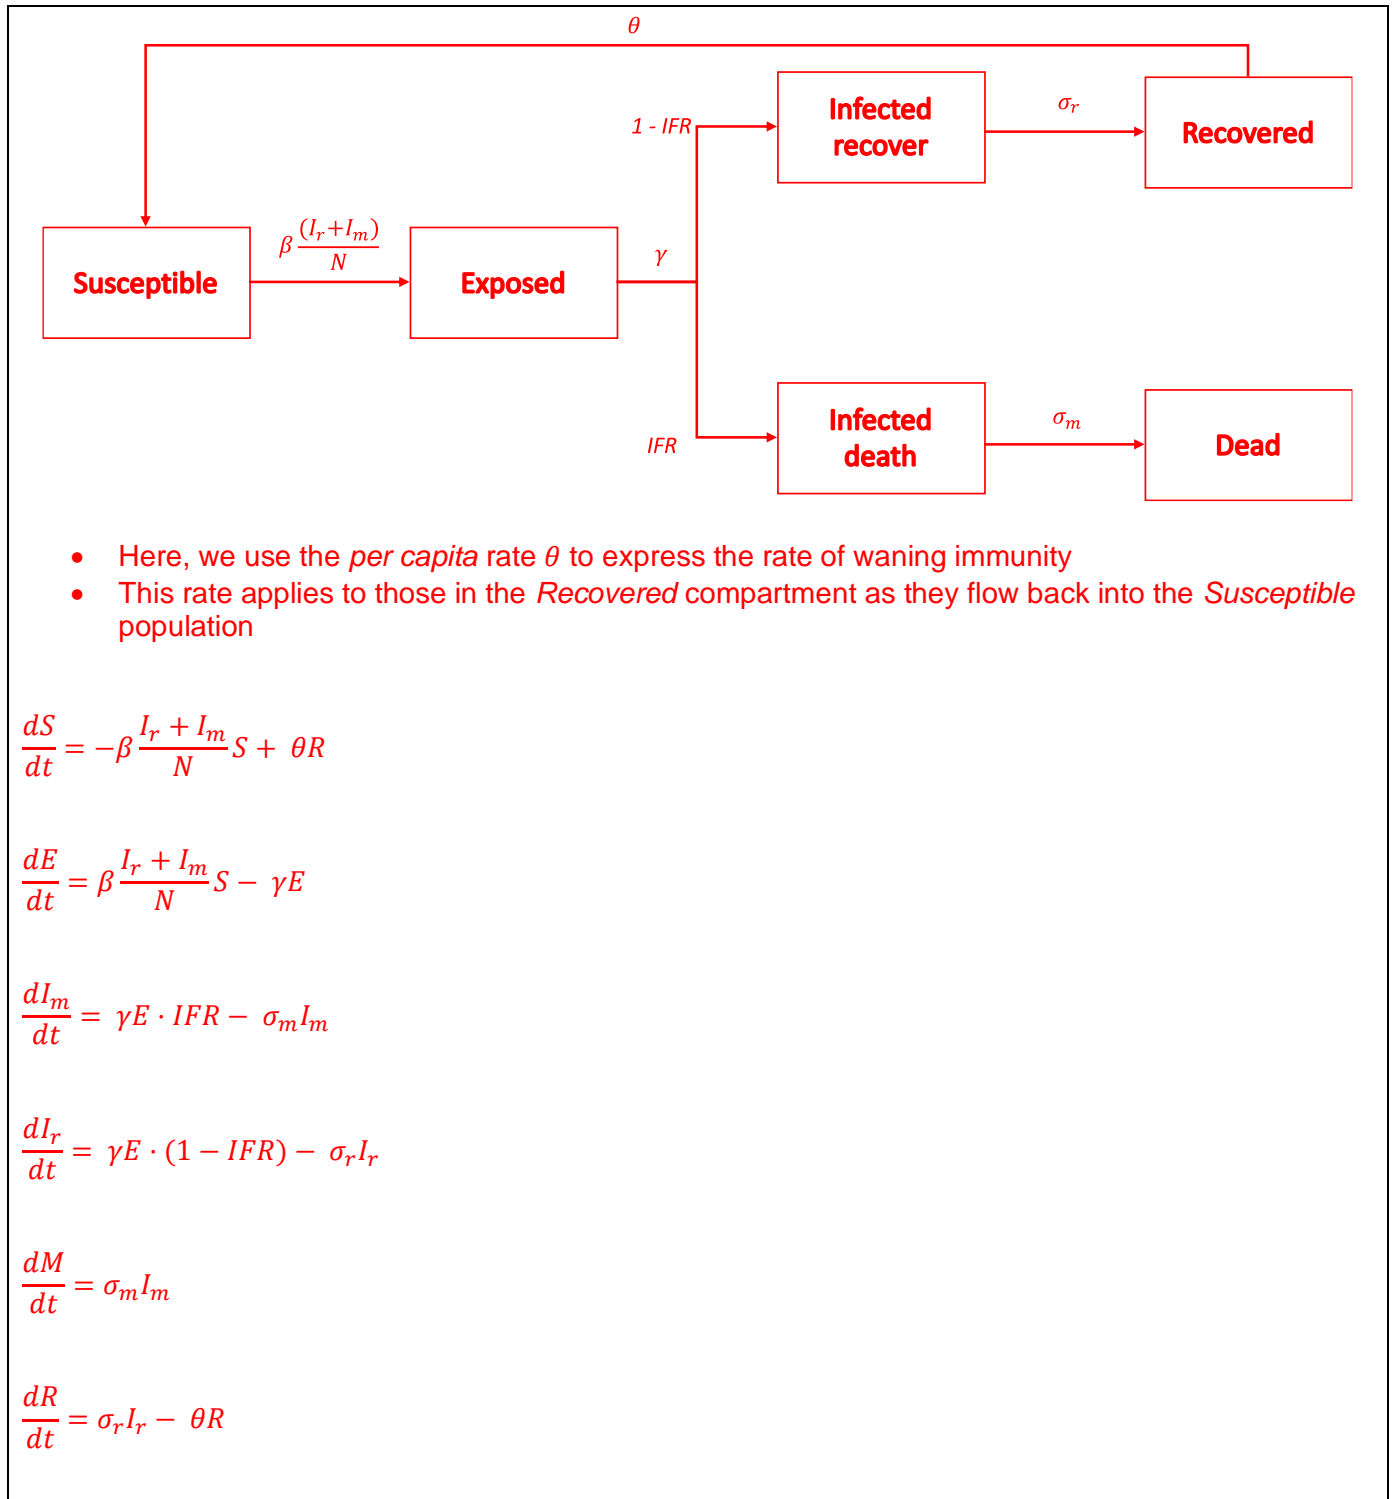 θ
1 - IFR
Infected
recover
σ_r
Recovered
Susceptible
β (I_r+I_m)/N
Exposed
γ
IFR
Infected
death
σ_m
Dead
• Here, we use the per capita rate θ to express the rate of waning immunity
• This rate applies to those in the Recovered compartment as they flow back into the Susceptible
population
dS/dt = −β (I_r + I_m)/N S + θR
dE/dt = β (I_r + I_m)/N S − γE
dI_m/dt = γE · IFR − σ_m I_m
dI_r/dt = γE · (1 − IFR) − σ_r I_r
dM/dt = σ_m I_m
dR/dt = σ_r I_r − θR